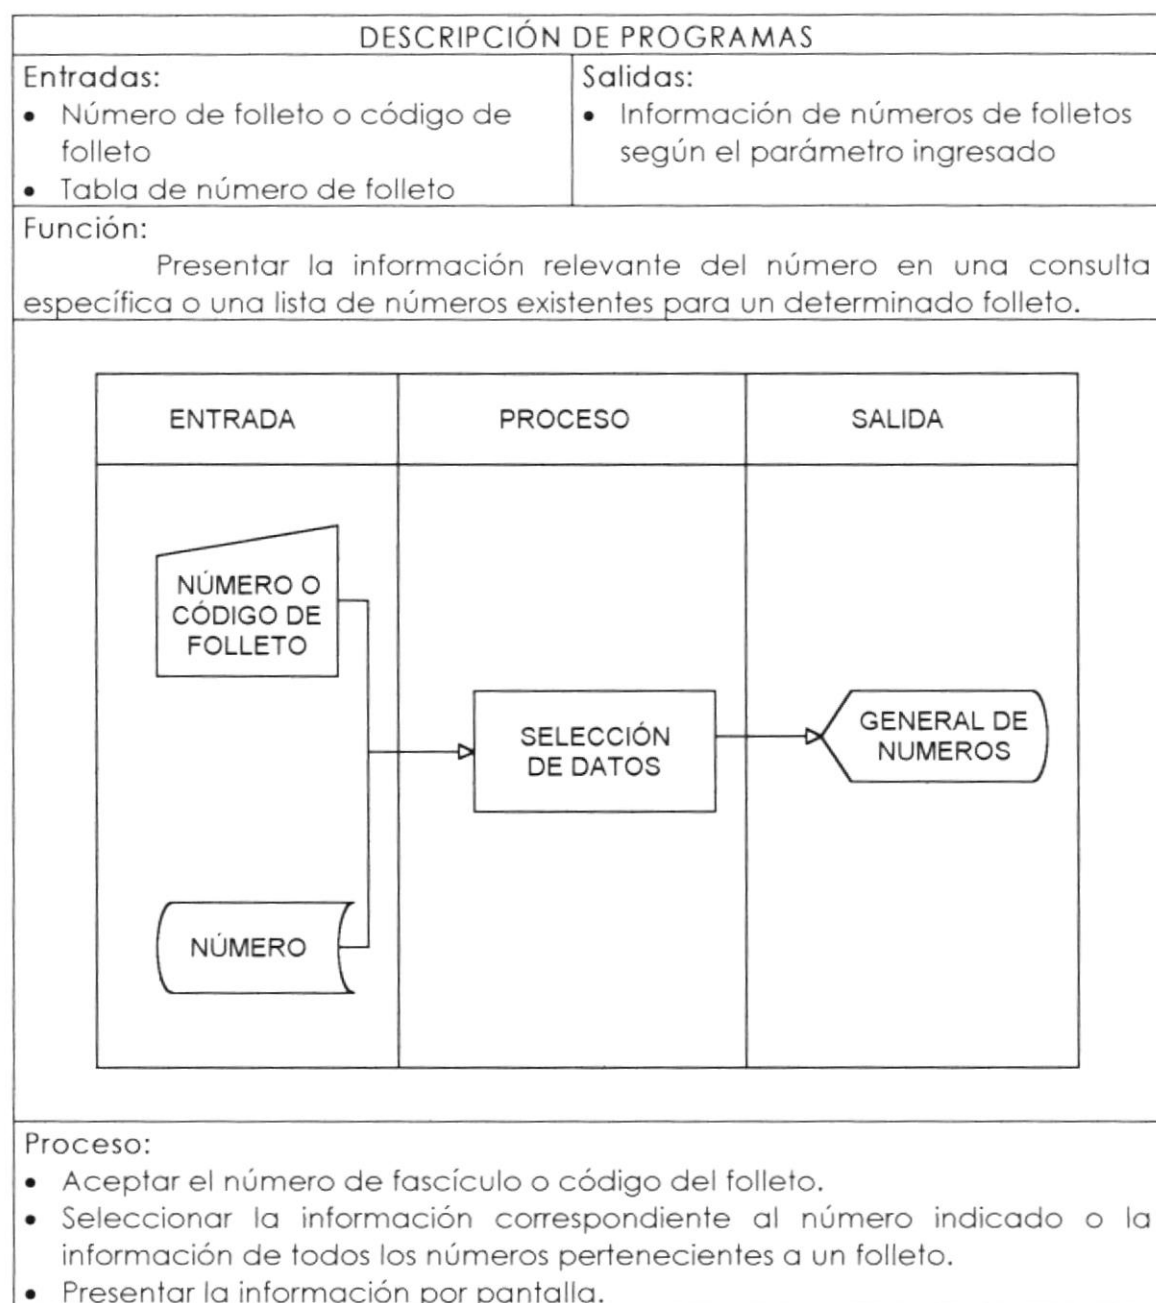 DESCRIPCIÓN DE PROGRAMAS
Entradas:
• Número de folleto o código de
folleto
• Tabla de número de folleto
Salidas:
• Información de números de folletos
según el parámetro ingresado
Función:
Presentar la información relevante del número en una consulta
específica o una lista de números existentes para un determinado folleto.
ENTRADA
PROCESO
SALIDA
NÚMERO O
CÓDIGO DE
FOLLETO
SELECCIÓN
DE DATOS
GENERAL DE
NUMEROS
NÚMERO
Proceso:
• Aceptar el número de fascículo o código del folleto.
• Seleccionar la información correspondiente al número indicado o la
información de todos los números pertenecientes a un folleto.
• Presentar la información por pantalla.